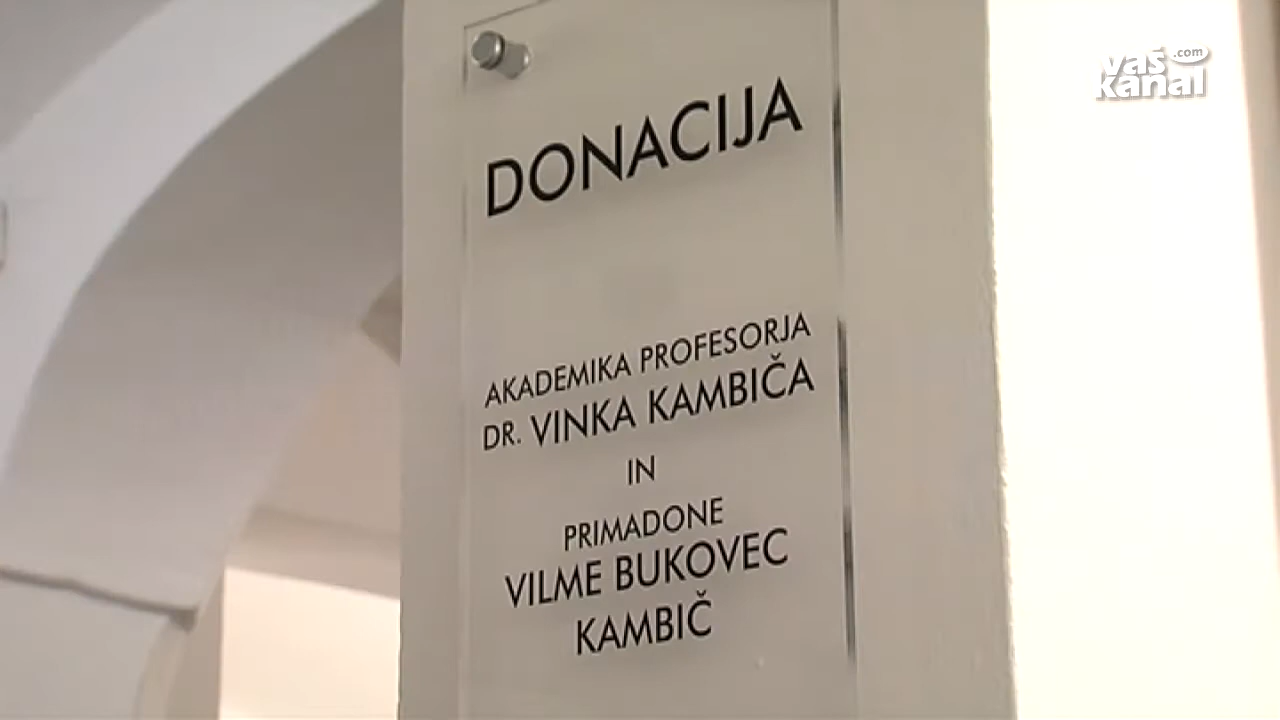 vaš
.com
kanal
DONACIJA
AKADEMIKA PROFESORJA
DR. VINKA KAMBIČA
IN
PRIMADONE
VILME BUKOVEC
KAMBIČ